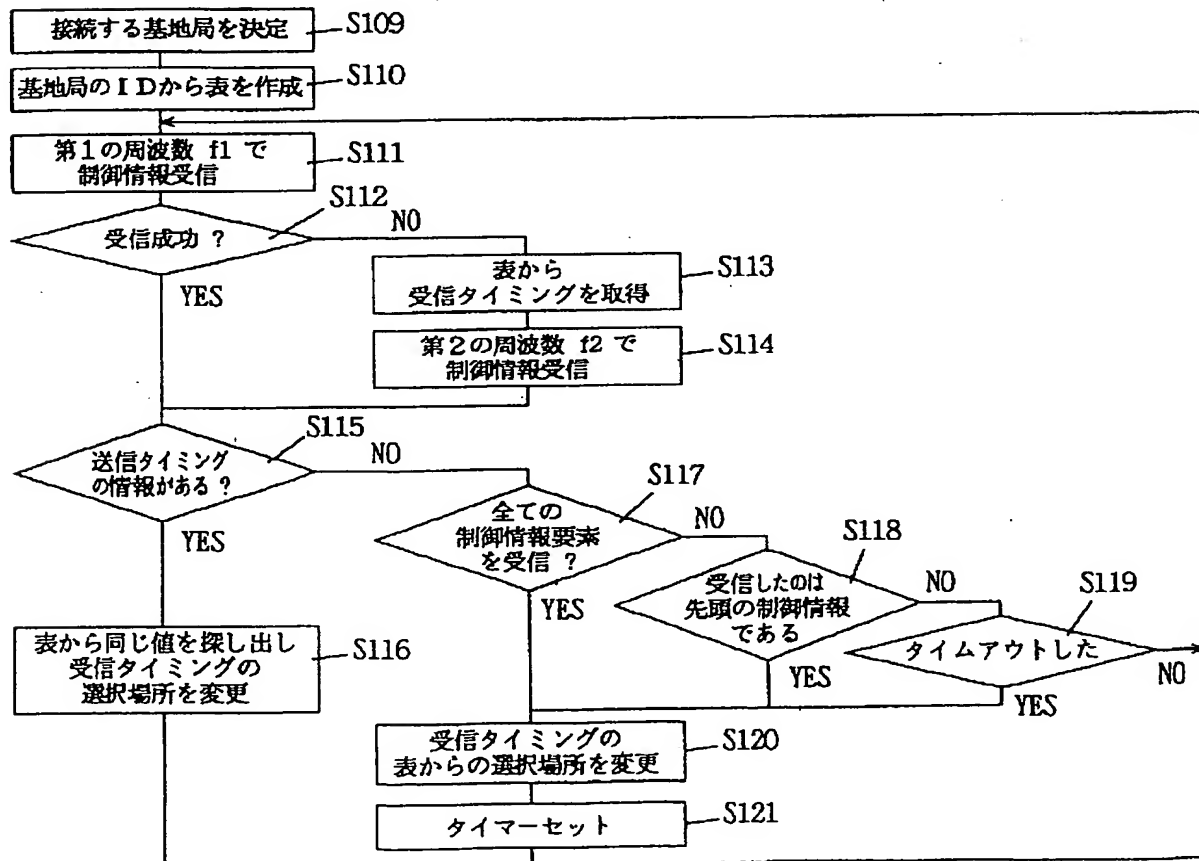 接続する基地局を決定
S109
基地局のIDから表を作成
S110
第1の周波数 f1 で
制御情報受信
S111
受信成功 ?
S112
NO
YES
表から
受信タイミングを取得
S113
第2の周波数 f2 で
制御情報受信
S114
送信タイミング
の情報がある ?
S115
NO
YES
全ての
制御情報要素
を受信 ?
S117
NO
YES
受信したのは
先頭の制御情報
である
S118
NO
YES
タイムアウトした
S119
NO
YES
表から同じ値を探し出し
受信タイミングの
選択場所を変更
S116
受信タイミングの
表からの選択場所を変更
S120
タイマーセット
S121